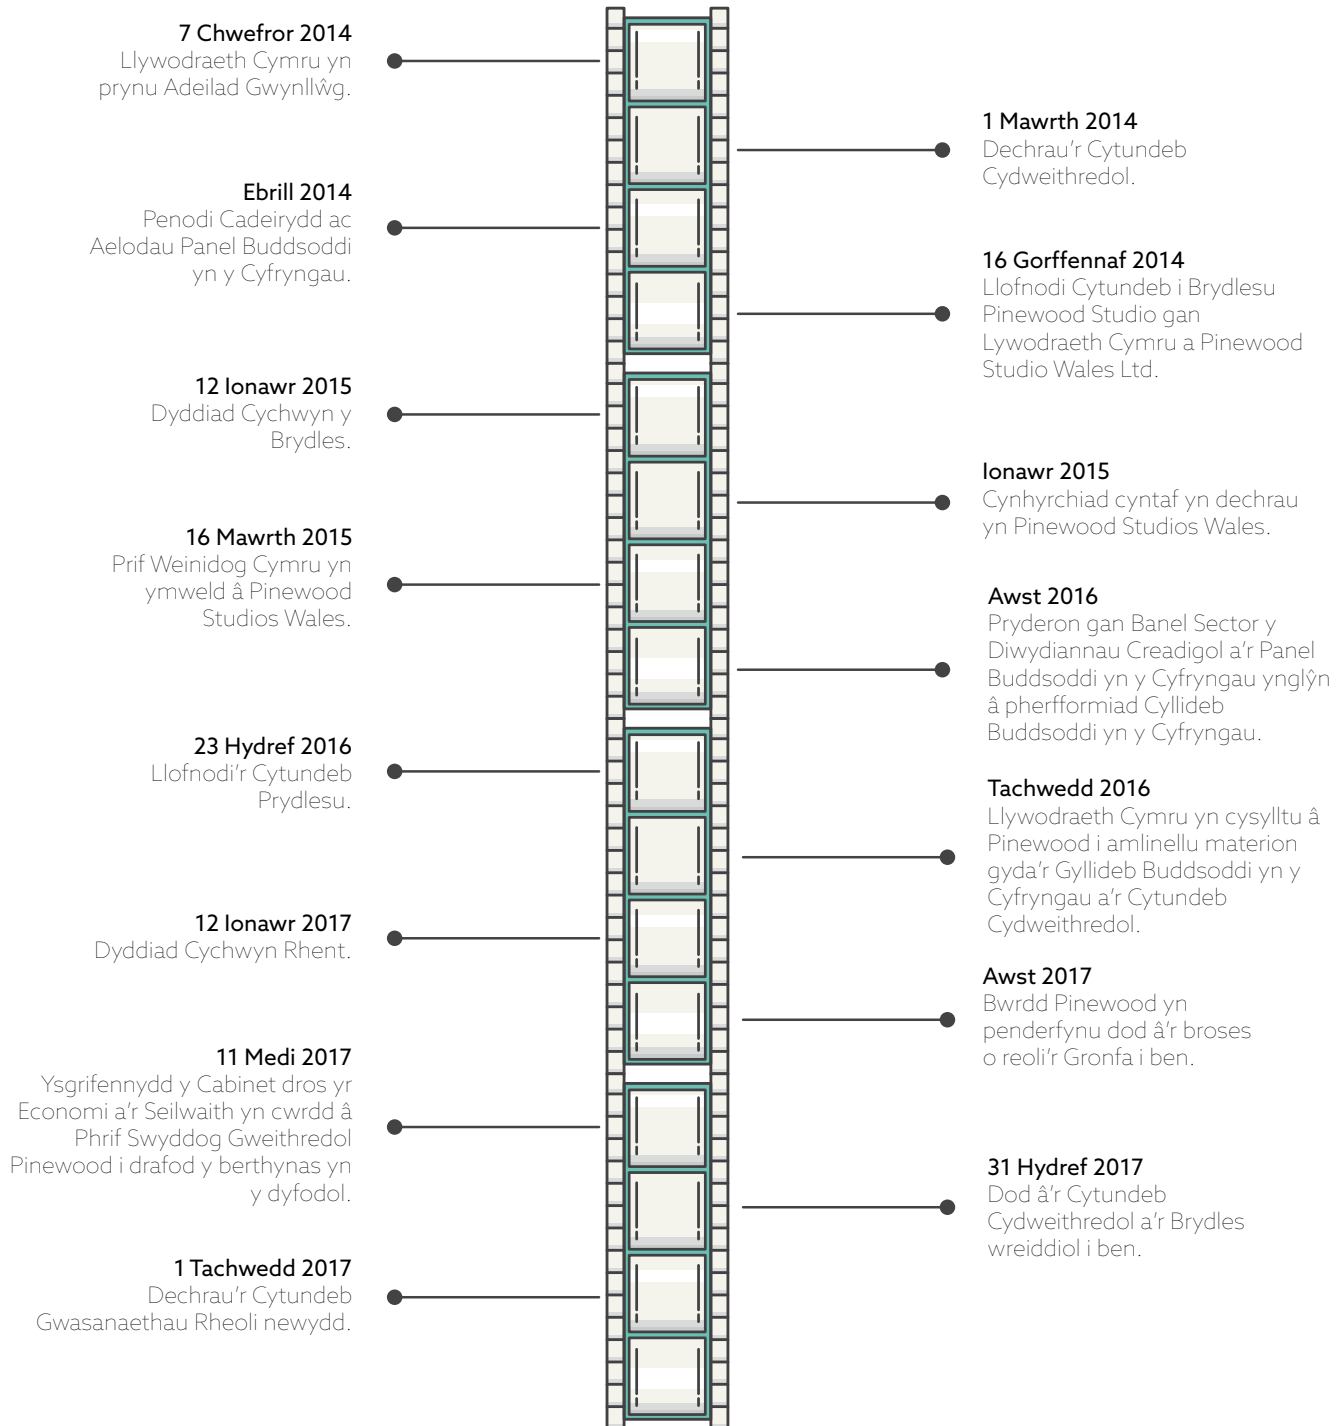 7 Chwefror 2014
Llywodraeth Cymru yn
prynu Adeilad Gwynllŵg.
1 Mawrth 2014
Dechrau'r Cytundeb
Cydweithredol.
Ebrill 2014
Penodi Cadeirydd ac
Aelodau Panel Buddsoddi
yn y Cyfryngau.
16 Gorffennaf 2014
Llofnodi Cytundeb i Brydlesu
Pinewood Studio gan
Lywodraeth Cymru a Pinewood
Studio Wales Ltd.
12 Ionawr 2015
Dyddiad Cychwyn y
Brydles.
Ionawr 2015
Cynhyrchiad cyntaf yn dechrau
yn Pinewood Studios Wales.
16 Mawrth 2015
Prif Weinidog Cymru yn
ymweld â Pinewood
Studios Wales.
Awst 2016
Pryderon gan Banel Sector y
Diwydiannau Creadigol a'r Panel
Buddsoddi yn y Cyfryngau ynglŷn
â pherfformiad Cyllideb
Buddsoddi yn y Cyfryngau.
23 Hydref 2016
Llofnodi'r Cytundeb
Prydlesu.
Tachwedd 2016
Llywodraeth Cymru yn cysylltu â
Pinewood i amlinellu materion
gyda'r Gyllideb Buddsoddi yn y
Cyfryngau a'r Cytundeb
Cydweithredol.
12 Ionawr 2017
Dyddiad Cychwyn Rhent.
Awst 2017
Bwrdd Pinewood yn
penderfynu dod â'r broses
o reoli'r Gronfa i ben.
11 Medi 2017
Ysgrifennydd y Cabinet dros yr
Economi a'r Seilwaith yn cwrdd â
Phrif Swyddog Gweithredol
Pinewood i drafod y berthynas yn
y dyfodol.
31 Hydref 2017
Dod â'r Cytundeb
Cydweithredol a'r Brydles
wreiddiol i ben.
1 Tachwedd 2017
Dechrau'r Cytundeb
Gwasanaethau Rheoli newydd.